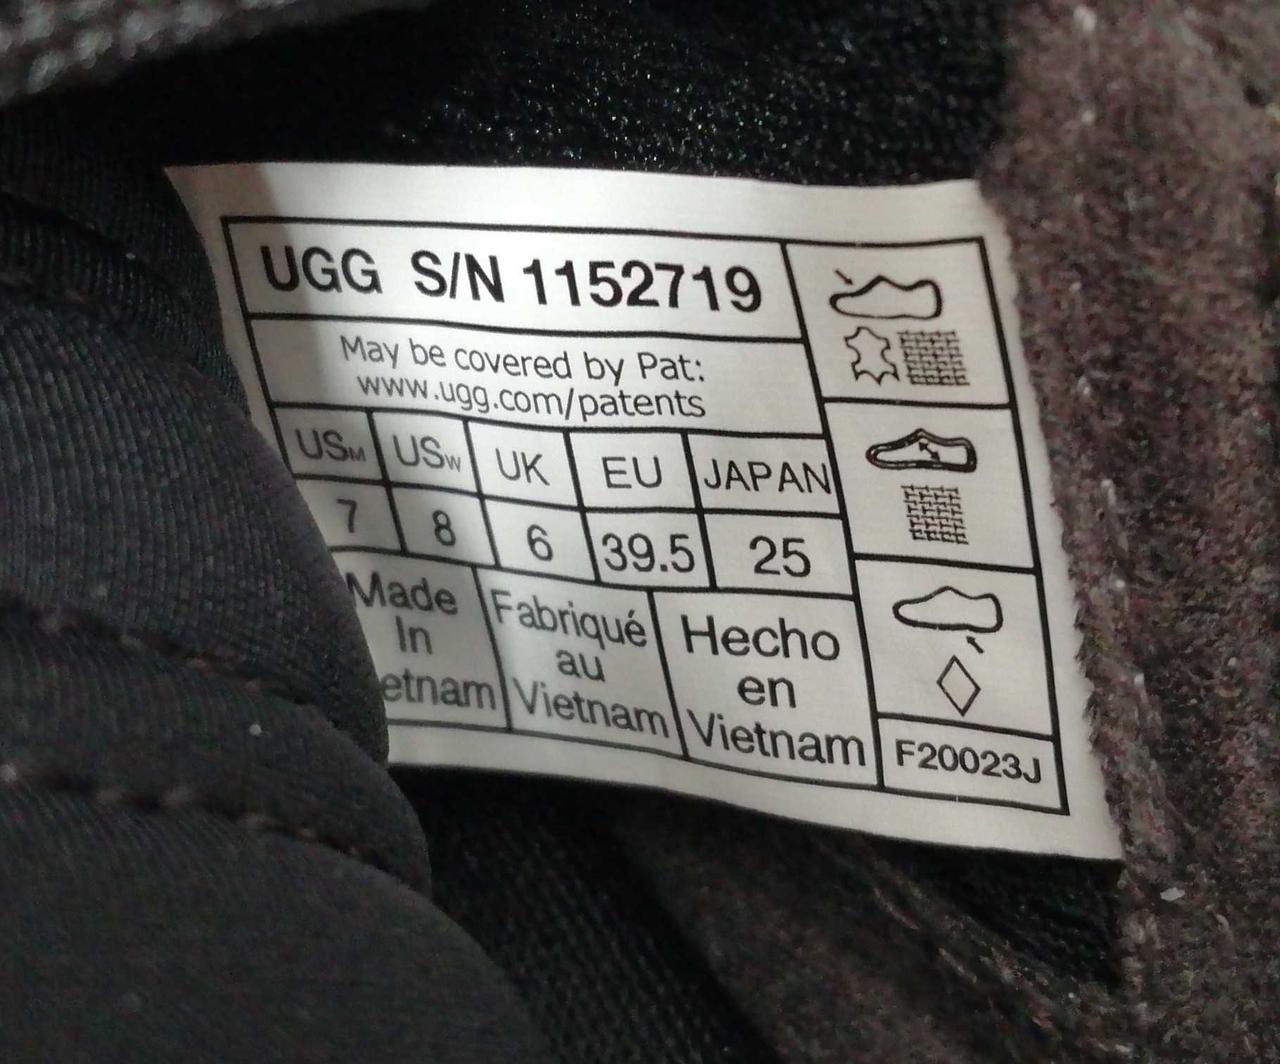 UGG S/N 1152719
May be covered by Pat:
www.ugg.com/patents
USM USW UK EU JAPAN
7 8 6 39.5 25
Made
In
etnam
Fabriqué
au
Vietnam
Hecho
en
Vietnam
F20023J